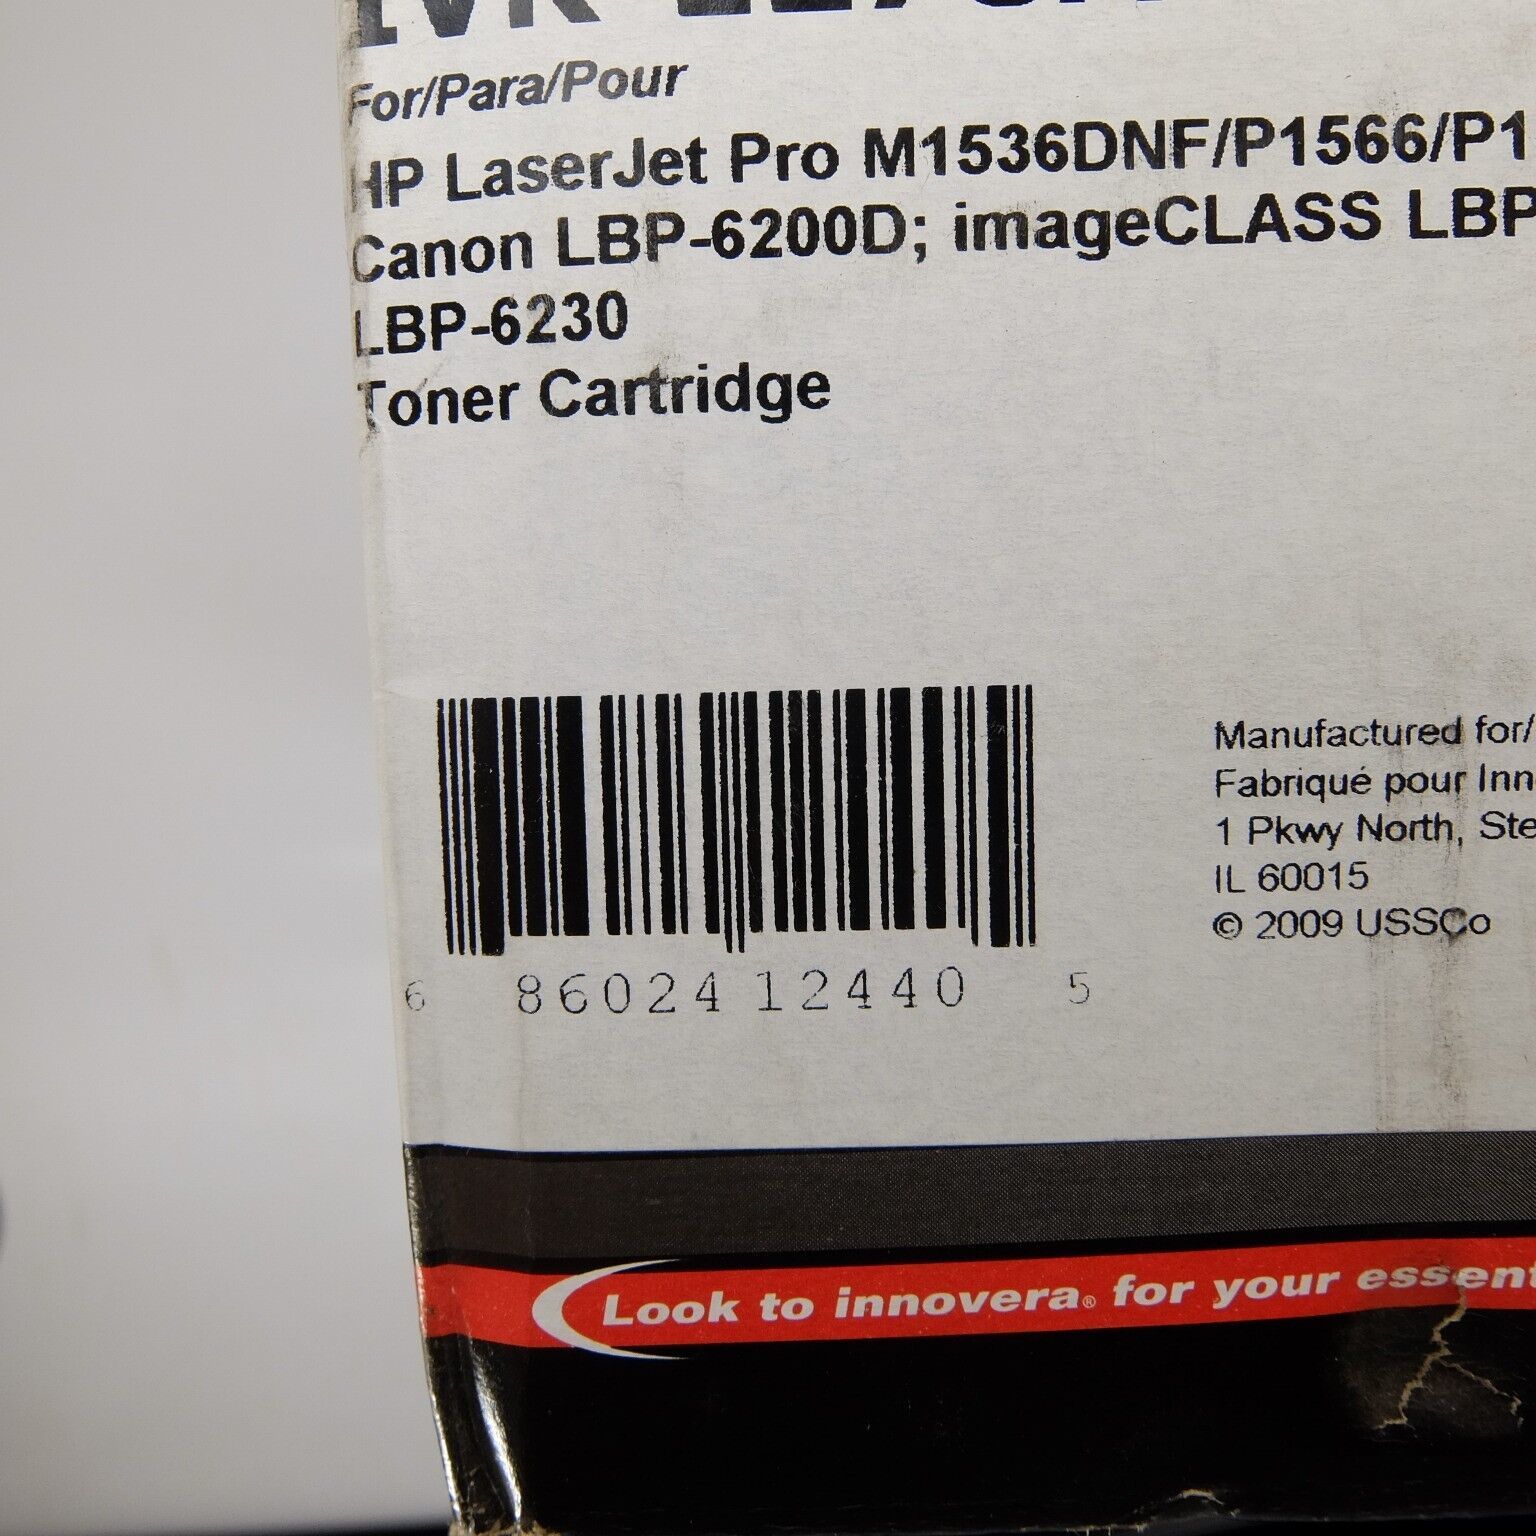 For/Para/Pour
HP LaserJet Pro M1536DNF/P1566/P1
Canon LBP-6200D; imageCLASS LBP
LBP-6230
Toner Cartridge
Manufactured for/
Fabriqué pour Inn
1 Pkwy North, Ste
IL 60015
© 2009 USSCo
6 86024 12440 5
Look to innovera® for your essent